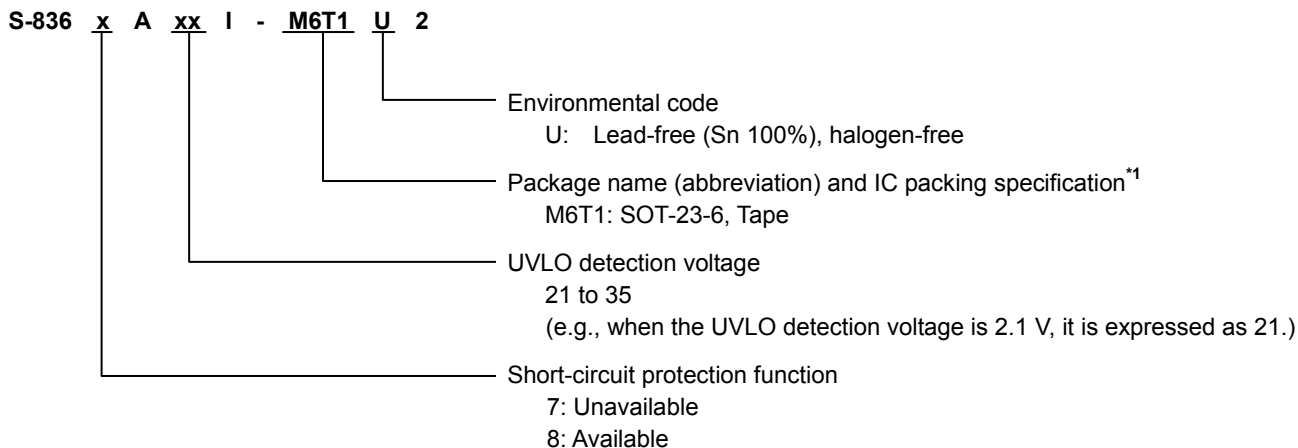 S-836 x A xx I - M6T1 U 2
Environmental code
U: Lead-free (Sn 100%), halogen-free
Package name (abbreviation) and IC packing specification*1
M6T1: SOT-23-6, Tape
UVLO detection voltage
21 to 35
(e.g., when the UVLO detection voltage is 2.1 V, it is expressed as 21.)
Short-circuit protection function
7: Unavailable
8: Available